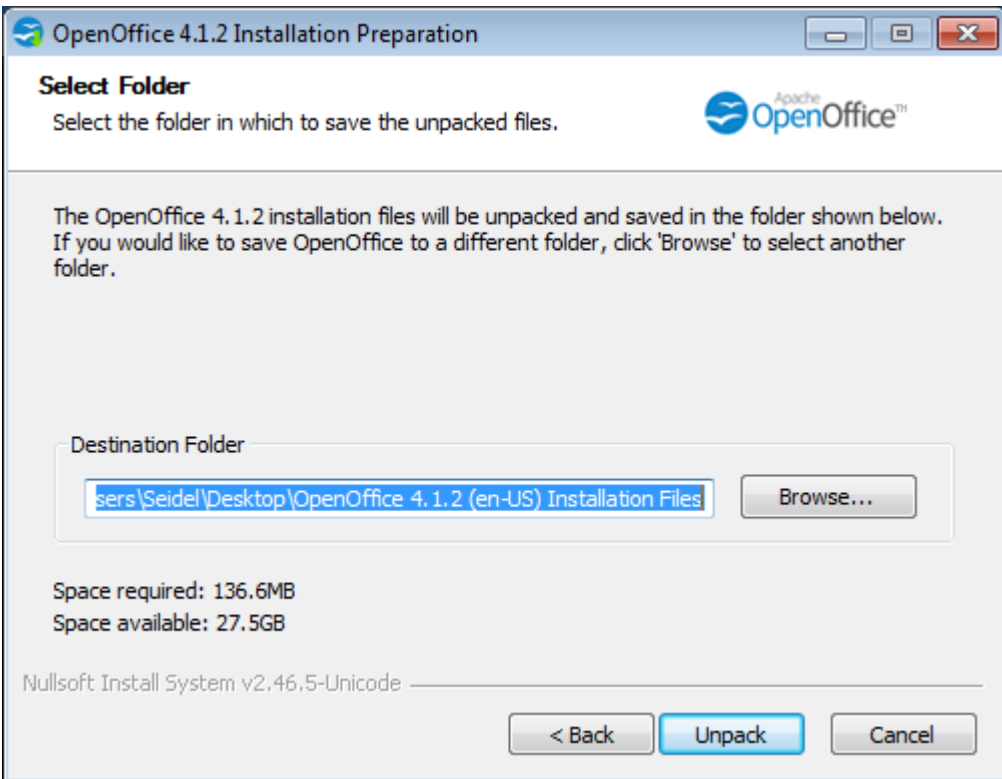 OpenOffice 4.1.2 Installation Preparation
Select Folder
Select the folder in which to save the unpacked files.
Apache
OpenOffice™
The OpenOffice 4.1.2 installation files will be unpacked and saved in the folder shown below.
If you would like to save OpenOffice to a different folder, click 'Browse' to select another
folder.
Destination Folder
sers\Seidel\Desktop\OpenOffice 4.1.2 (en-US) Installation Files
Browse...
Space required: 136.6MB
Space available: 27.5GB
Nullsoft Install System v2.46.5-Unicode
< Back
Unpack
Cancel